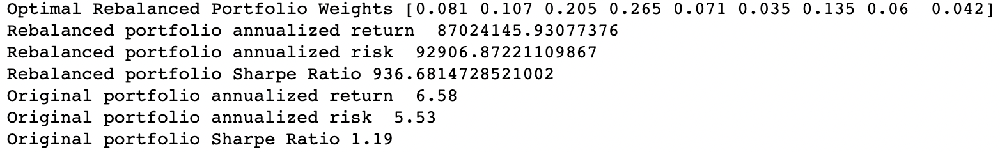 Optimal Rebalanced Portfolio Weights [0.081 0.107 0.205 0.265 0.071 0.035 0.135 0.06  0.042]
Rebalanced portfolio annualized return  87024145.93077376
Rebalanced portfolio annualized risk  92906.87221109867
Rebalanced portfolio Sharpe Ratio 936.6814728521002
Original portfolio annualized return  6.58
Original portfolio annualized risk  5.53
Original portfolio Sharpe Ratio 1.19